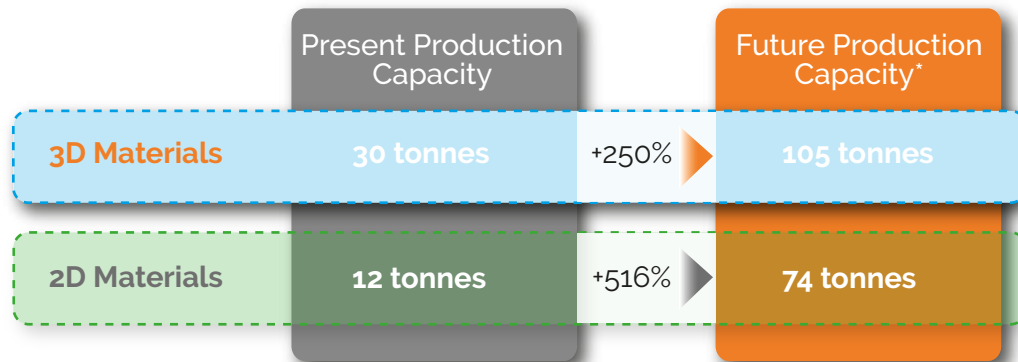 Present Production
Capacity
Future Production
Capacity*
3D Materials 30 tonnes +250% 105 tonnes
2D Materials 12 tonnes +516% 74 tonnes